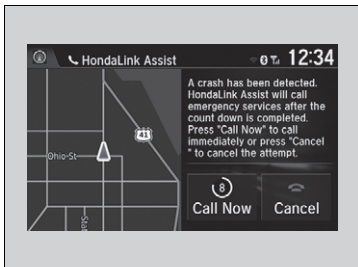 HondaLink Assist
12:34
A crash has been detected.
HondaLink Assist will call
emergency services after the
count down is completed.
Press "Call Now" to call
immediately or press "Cancel
" to cancel the attempt.
41
Ohio-St
8
Call Now
Cancel